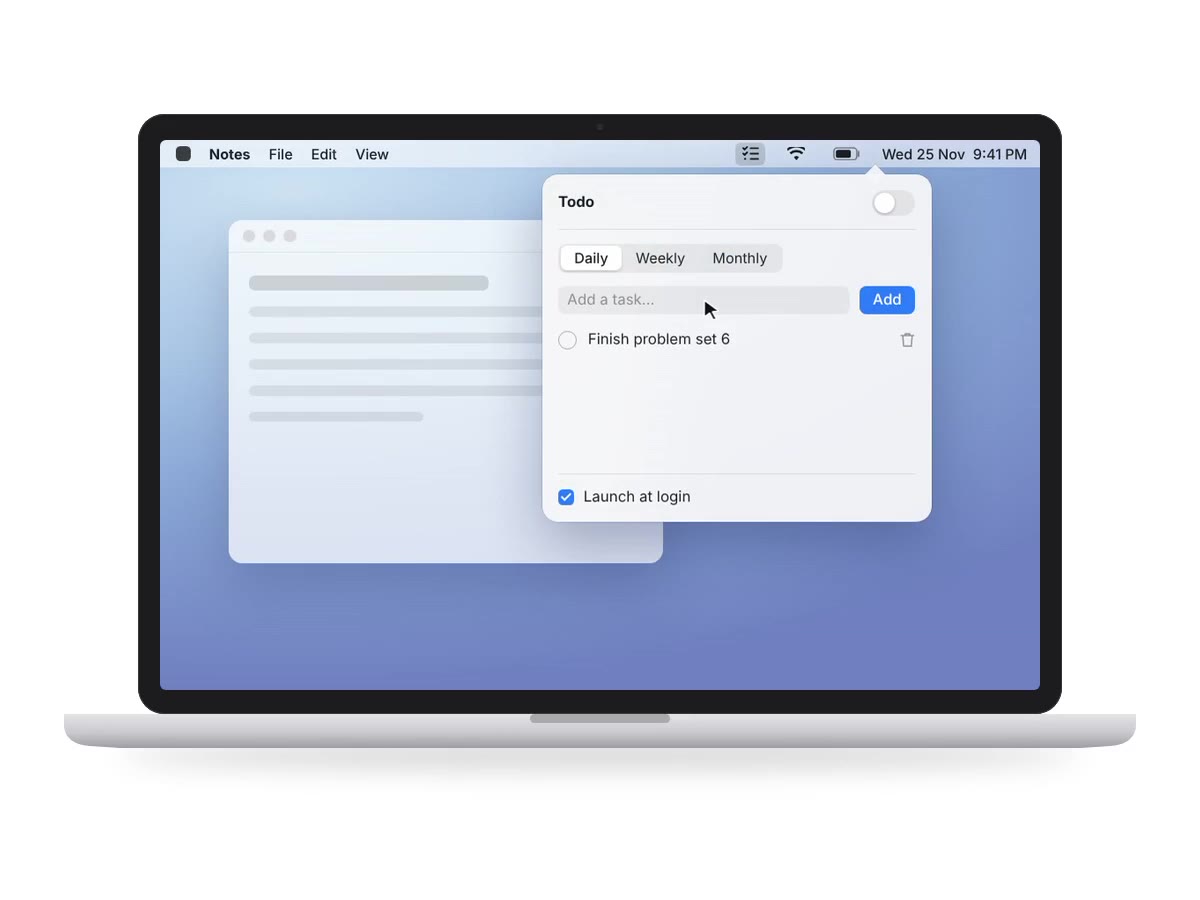 Notes File Edit View Wed 25 Nov 9:41 PM
Todo
Daily Weekly Monthly
Add a task... Add
Finish problem set 6
Launch at login